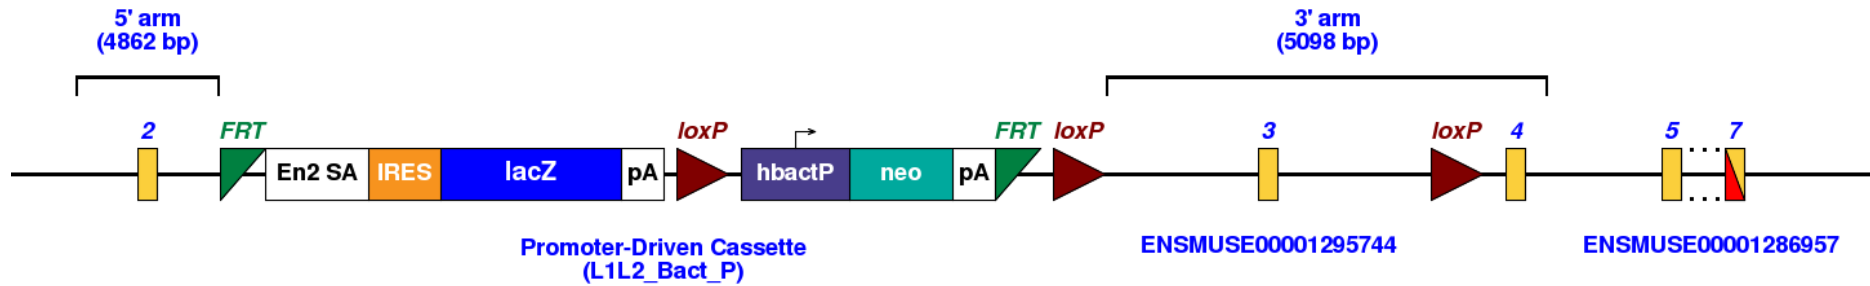 5' arm
(4862 bp)
3' arm
(5098 bp)
2
FRT
loxP
FRT
loxP
3
loxP
4
5
7
En2 SA
IRES
lacZ
pA
hbactP
neo
pA
Promoter-Driven Cassette
(L1L2_Bact_P)
ENSMUSE00001295744
ENSMUSE00001286957